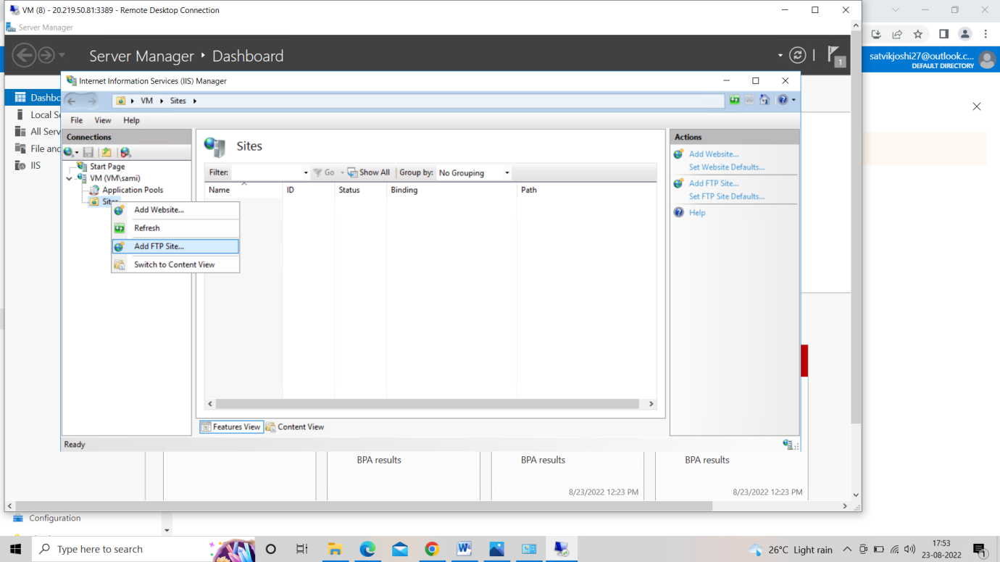 VM (8) - 20.219.50.81:3389 - Remote Desktop Connection
Server Manager
Server Manager · Dashboard
1
satvikjoshi27@outlook.c...
DEFAULT DIRECTORY
Internet Information Services (IIS) Manager
Dashbo
Local Se
All Serv
File and
IIS
VM
Sites
File View Help
Connections
Start Page
VM (VM\sami)
Application Pools
Sites
Add Website...
Refresh
Add FTP Site...
Switch to Content View
Sites
Filter: Go Show All Group by: No Grouping
Name ID Status Binding Path
Features View Content View
Actions
Add Website...
Set Website Defaults...
Add FTP Site...
Set FTP Site Defaults...
Help
Ready
BPA results BPA results BPA results
8/23/2022 12:23 PM 8/23/2022 12:23 PM
Configuration
Type here to search
26°C Light rain
17:53
23-08-2022
1